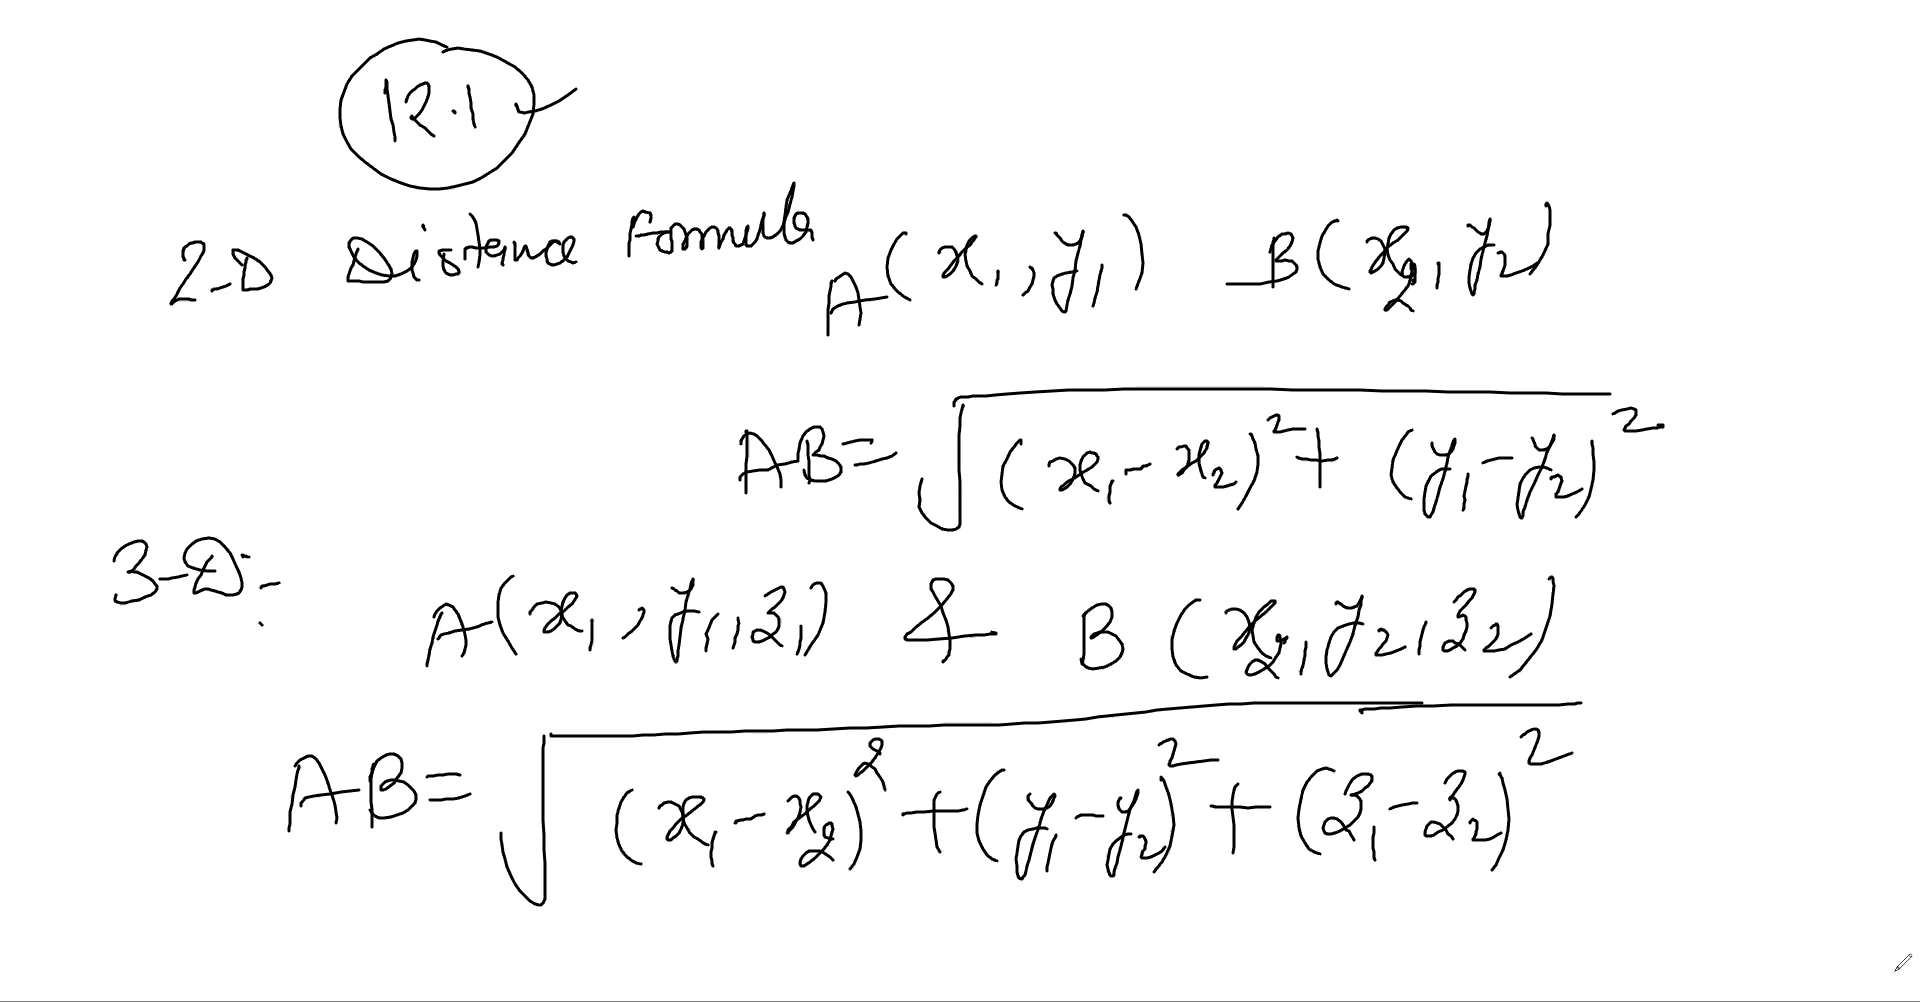 12.1
2-D Distance formula A(x₁, y₁) B(x₂, y₂)
AB = √((x₁ - x₂)² + (y₁ - y₂)²)
3-D:-
A(x₁, y₁, z₁) & B(x₂, y₂, z₂)
AB = √((x₁ - x₂)² + (y₁ - y₂)² + (z₁ - z₂)²)